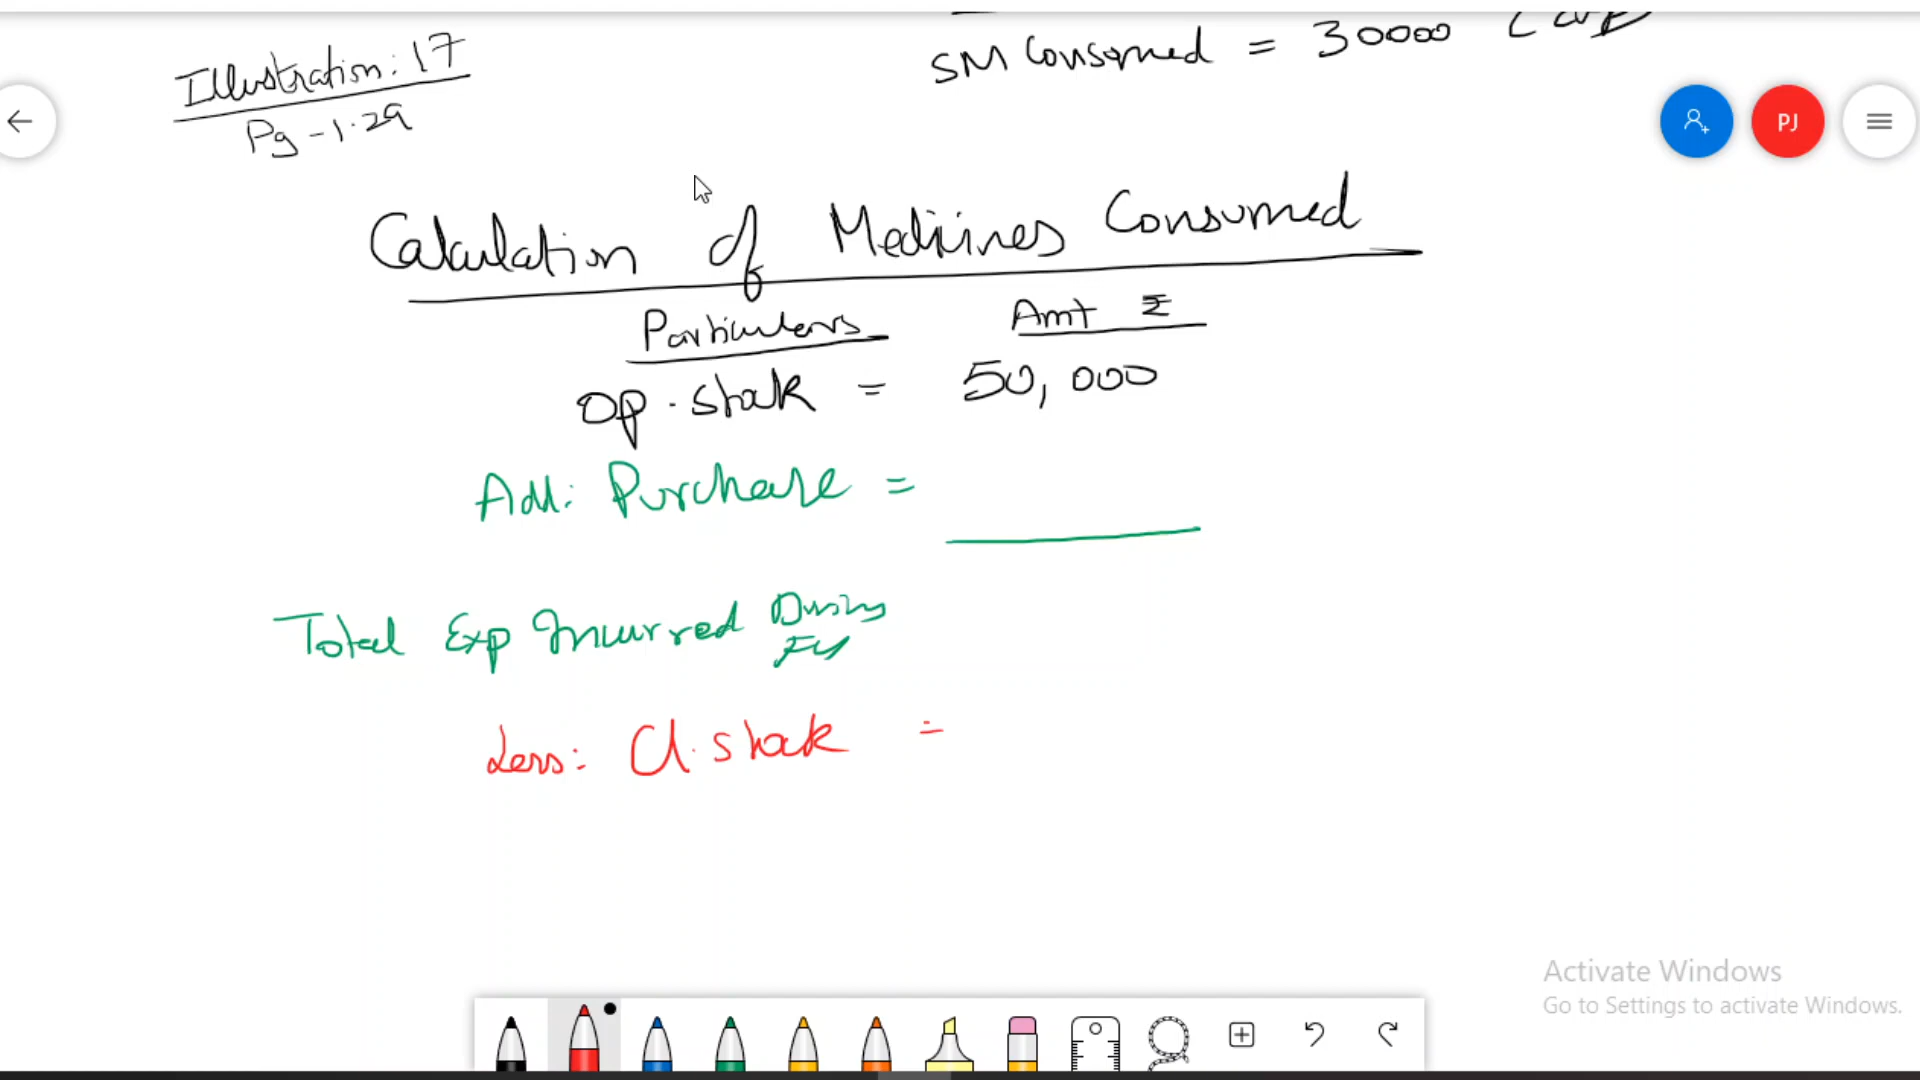 SM Consomed = 30000
Illustration: 17
Pg - 1.29
PJ
Calculation of Medicines Consumed
Particulars Amt ₹
op. stock = 50,000
Add: Purchase =
Total Exp Incurred During
FY
Less: Cl. stock =
Activate Windows
Go to Settings to activate Windows.